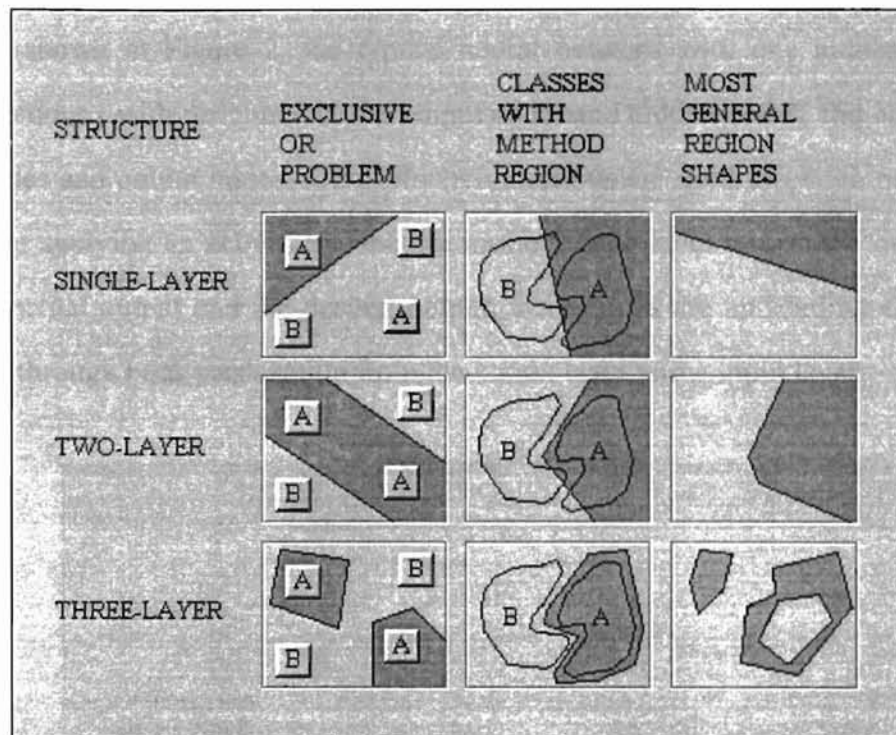 STRUCTURE
EXCLUSIVE
OR
PROBLEM
CLASSES
WITH
METHOD
REGION
MOST
GENERAL
REGION
SHAPES
SINGLE-LAYER
A
B
B
A
B
A
TWO-LAYER
A
B
B
A
B
A
THREE-LAYER
A
B
B
A
B
A